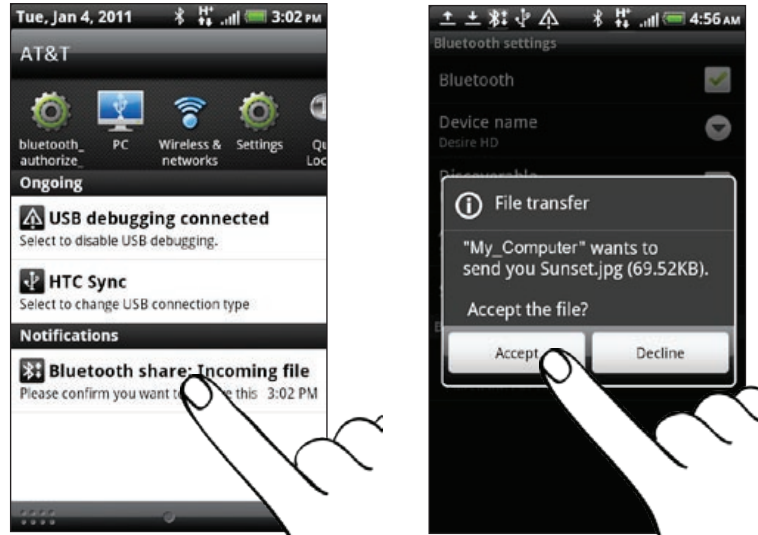 Tue, Jan 4, 2011
3:02 PM
AT&T
bluetooth_
authorize_
PC
Wireless &
networks
Settings
Ongoing
USB debugging connected
Select to disable USB debugging.
HTC Sync
Select to change USB connection type
Notifications
Bluetooth share: Incoming file
Please confirm you want this 3:02 PM
4:56 AM
Bluetooth settings
Bluetooth
Device name
Desire HD
Discoverable
File transfer
"My_Computer" wants to
send you Sunset.jpg (69.52KB).
Accept the file?
Accept
Decline